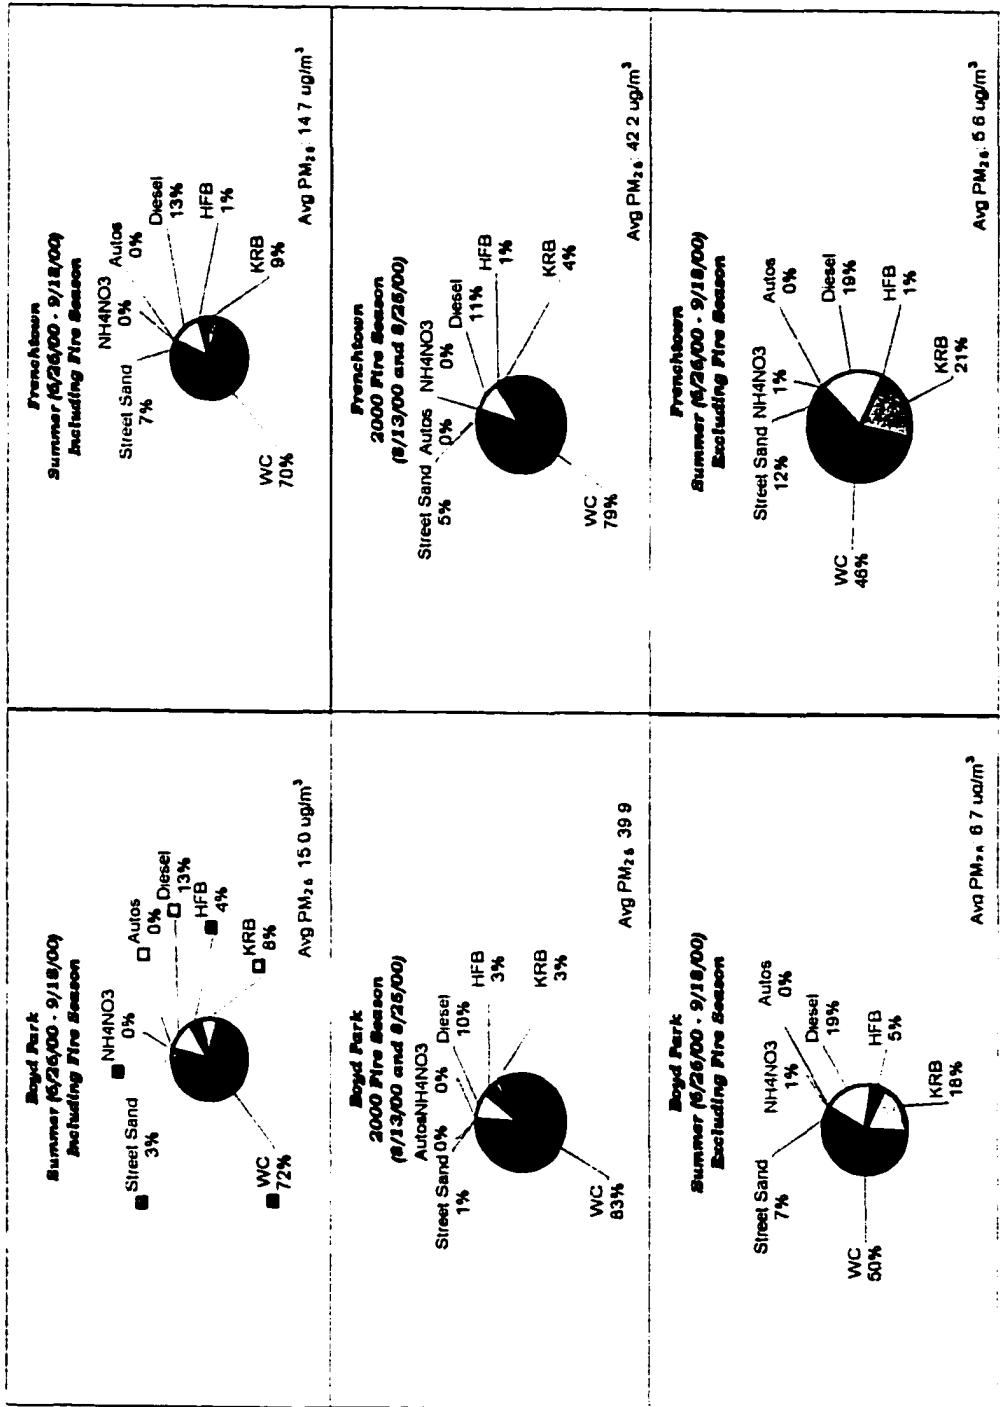 Boyd Park
Summer (6/26/00 - 9/18/00)
Including Fire Season
Street Sand
3%
NH4NO3
0%
Autos
0%
Diesel
13%
HFB
4%
KRB
8%
WC
72%
Avg PM2.5 15 0 ug/m³
Frenchtown
Summer (6/26/00 - 9/18/00)
Including Fire Season
Street Sand
7%
NH4NO3
0%
Autos
0%
Diesel
13%
HFB
1%
KRB
9%
WC
70%
Avg PM2.5: 14 7 ug/m³
Boyd Park
2000 Fire Season
(8/13/00 and 8/25/00)
Street Sand
1%
Autos
0%
NH4NO3
0%
Diesel
10%
HFB
3%
KRB
3%
WC
83%
Avg PM2.5 39 9
Frenchtown
2000 Fire Season
(8/13/00 and 8/25/00)
Street Sand
5%
Autos
0%
NH4NO3
0%
Diesel
11%
HFB
1%
KRB
4%
WC
79%
Avg PM2.5: 42 2 ug/m³
Boyd Park
Summer (6/26/00 - 9/18/00)
Excluding Fire Season
Street Sand
7%
NH4NO3
1%
Autos
0%
Diesel
19%
HFB
5%
KRB
18%
WC
50%
Avg PM2.5 6 7 ug/m³
Frenchtown
Summer (6/26/00 - 9/18/00)
Excluding Fire Season
Street Sand
12%
NH4NO3
1%
Autos
0%
Diesel
19%
HFB
1%
KRB
21%
WC
46%
Avg PM2.5: 5 6 ug/m³